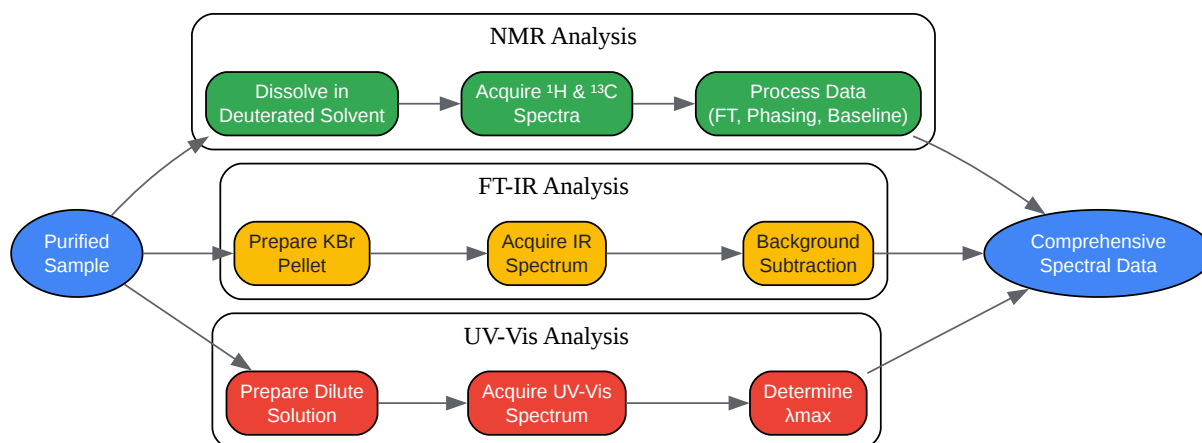 NMR Analysis
Dissolve in
Deuterated Solvent
Acquire ¹H & ¹³C
Spectra
Process Data
(FT, Phasing, Baseline)
FT-IR Analysis
Purified
Sample
Prepare KBr
Pellet
Acquire IR
Spectrum
Background
Subtraction
Comprehensive
Spectral Data
UV-Vis Analysis
Prepare Dilute
Solution
Acquire UV-Vis
Spectrum
Determine
λmax